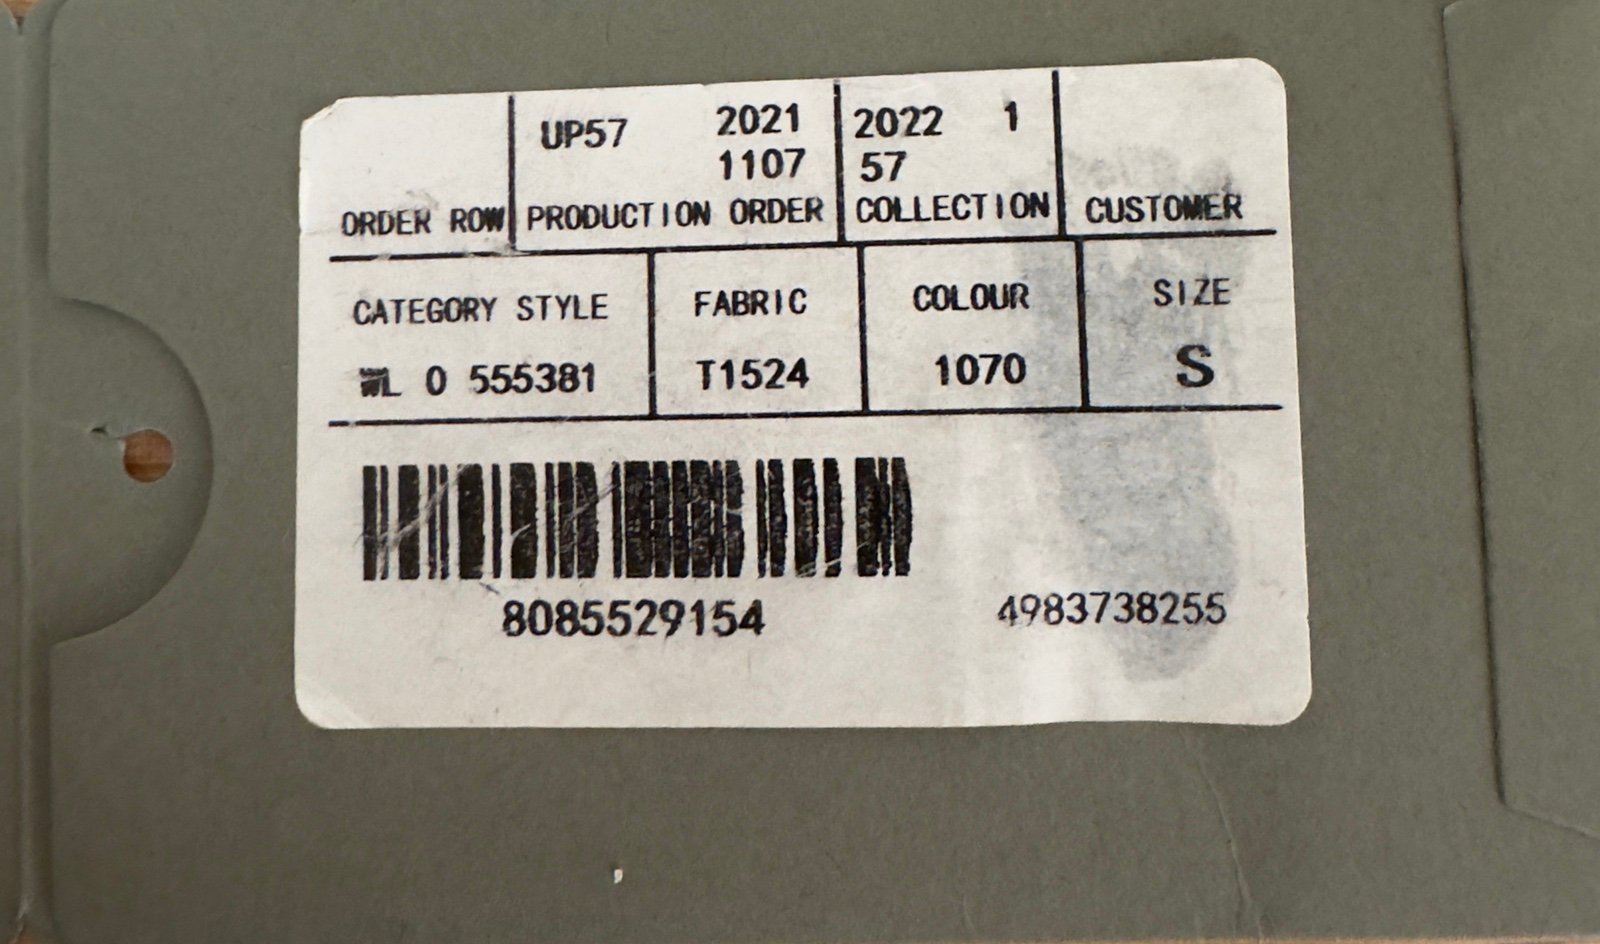 UP57 2021 2022 1
1107 57
ORDER ROW PRODUCTION ORDER COLLECTION CUSTOMER
CATEGORY STYLE FABRIC COLOUR SIZE
WL 0 555381 T1524 1070 S
8085529154 4983738255